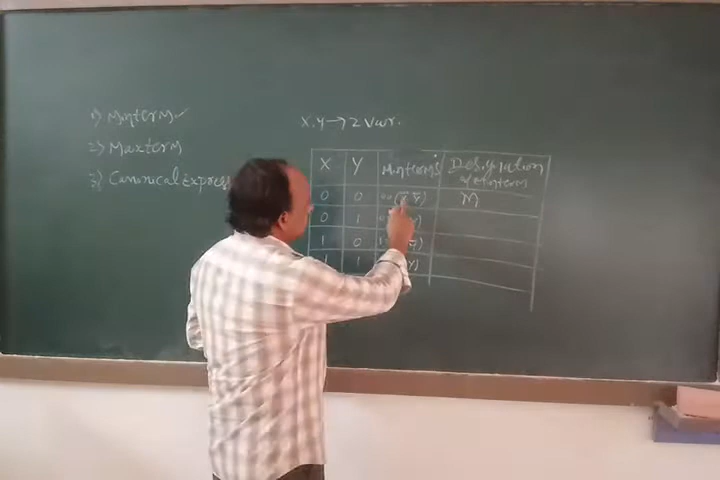 1) Minterm✓
X.Y→2 Var.
2) Maxterm
3) Canonical Express
X Y Minterms Designation of Minterm
0 0 00(X̅ Y̅) M
0 1
1 0
1 1